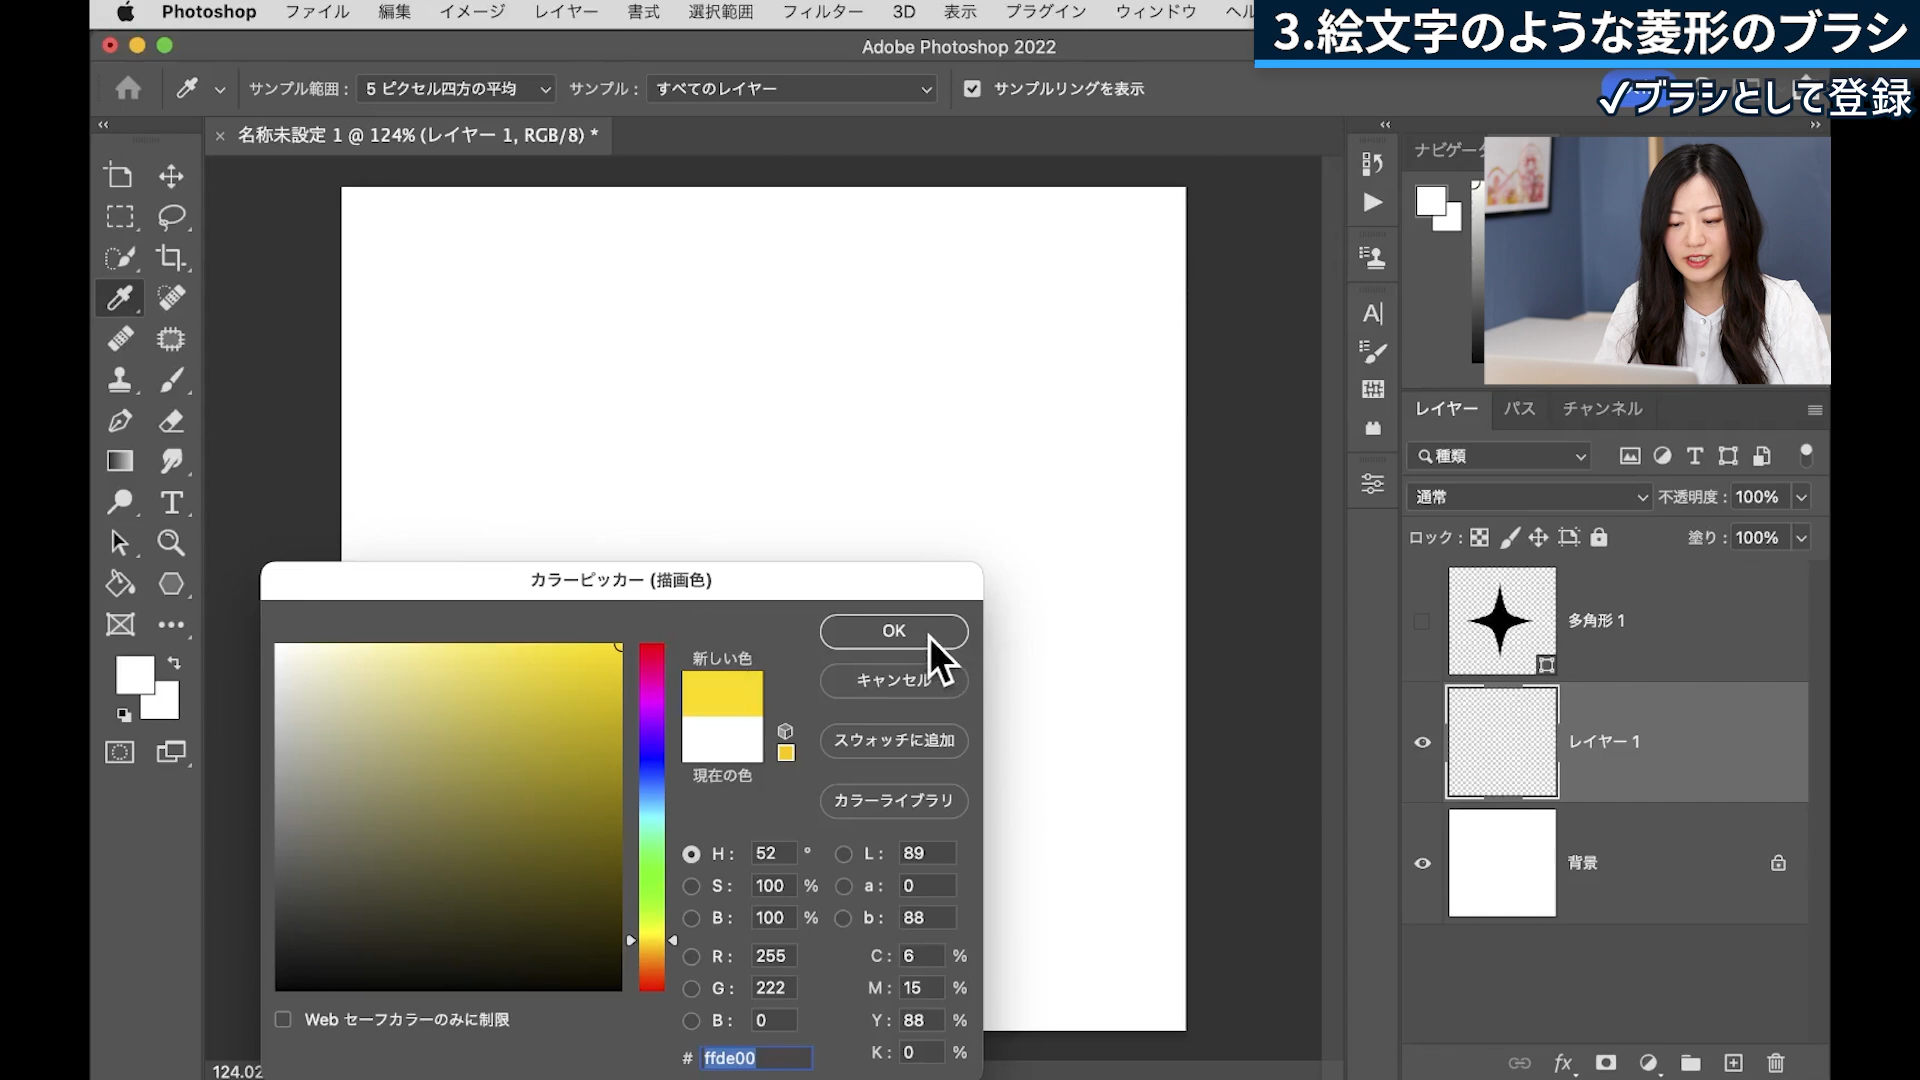 Photoshop ファイル 編集 イメージ レイヤー 書式 選択範囲 フィルター 3D 表示 プラグイン ウィンドウ ヘル
3.絵文字のような菱形のブラシ
Adobe Photoshop 2022
✓ブラシとして登録
サンプル範囲： 5 ピクセル四方の平均 サンプル： すべてのレイヤー サンプルリングを表示
名称未設定 1 @ 124% (レイヤー 1, RGB/8) *
ナビゲータ
レイヤー パス チャンネル
種類
通常 不透明度： 100%
ロック： 塗り： 100%
多角形 1
レイヤー 1
背景
カラーピッカー (描画色)
OK
新しい色
キャンセル
スウォッチに追加
現在の色
カラーライブラリ
H： 52 ° L： 89
S： 100 % a： 0
B： 100 % b： 88
R： 255 C： 6 %
G： 222 M： 15 %
B： 0 Y： 88 %
Web セーフカラーのみに制限
# ffde00 K： 0 %
124.02
fx